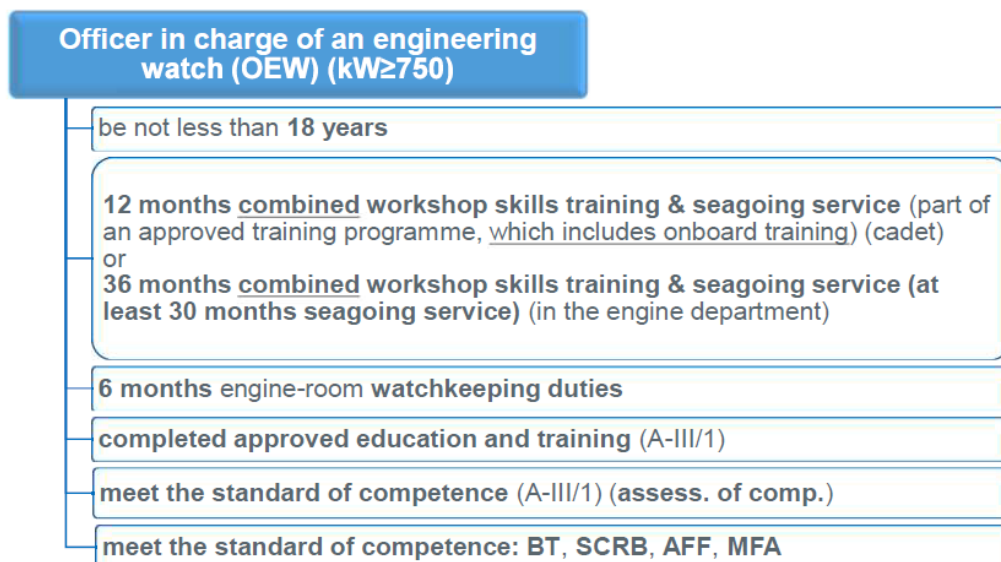 Officer in charge of an engineering
watch (OEW) (kW≥750)
be not less than 18 years
12 months combined workshop skills training & seagoing service (part of
an approved training programme, which includes onboard training) (cadet)
or
36 months combined workshop skills training & seagoing service (at
least 30 months seagoing service) (in the engine department)
6 months engine-room watchkeeping duties
completed approved education and training (A-III/1)
meet the standard of competence (A-III/1) (assess. of comp.)
meet the standard of competence: BT, SCRB, AFF, MFA